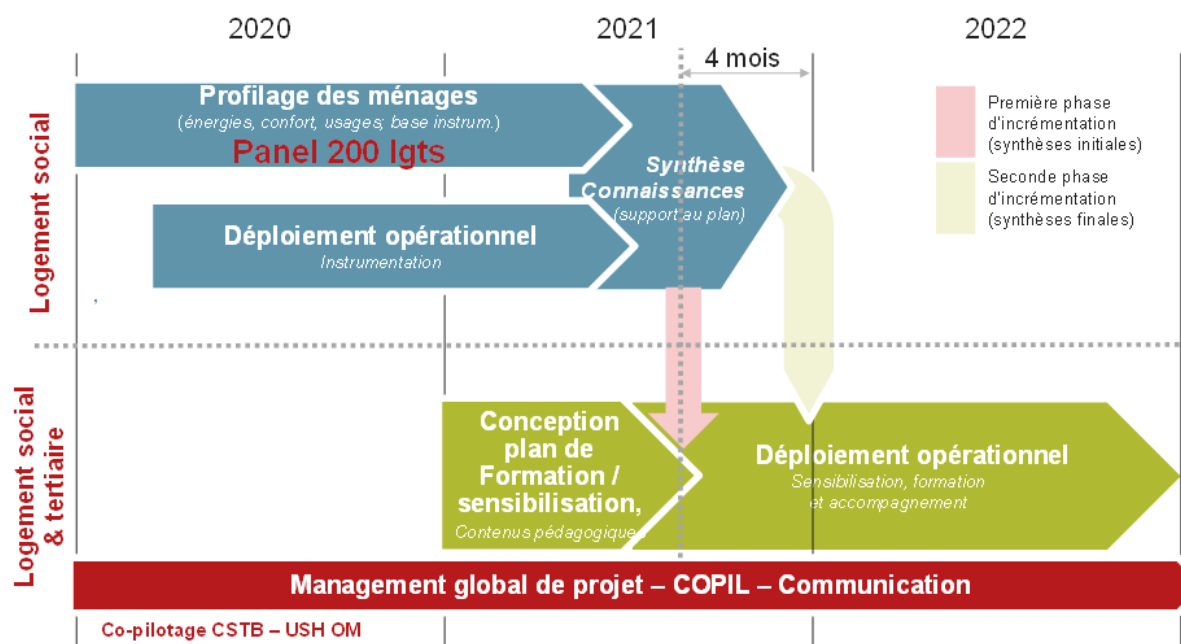 2020
2021
2022
4 mois
Logement social
Profilage des ménages
(énergies, confort, usages; base instrum.)
Panel 200 lgts
Synthèse
Connaissances
(support au plan)
Déploiement opérationnel
Instrumentation
Première phase
d'incrémentation
(synthèses initiales)
Seconde phase
d'incrémentation
(synthèses finales)
Logement social
& tertiaire
Conception
plan de
Formation /
sensibilisation,
Contenus pédagogiques
Déploiement opérationnel
Sensibilisation, formation
et accompagnement
Management global de projet – COPIL – Communication
Co-pilotage CSTB – USH OM